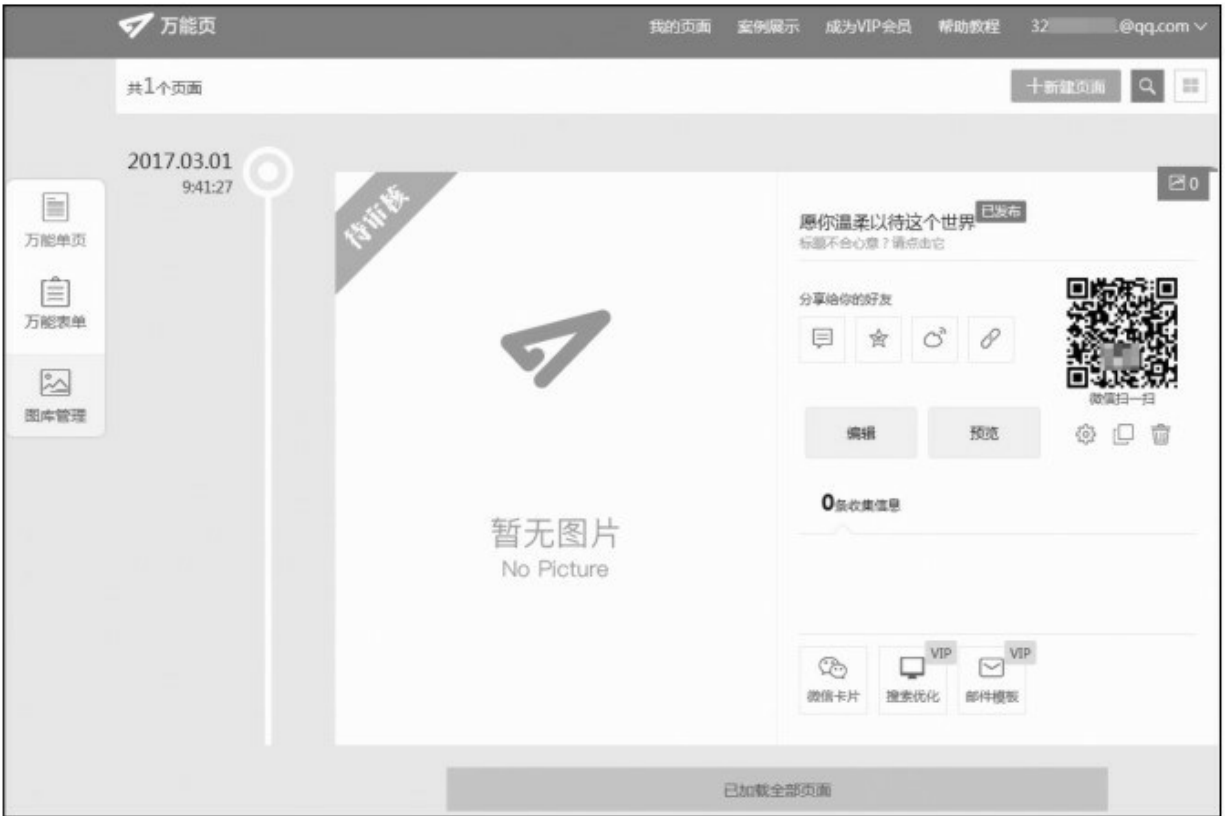 万能页
我的页面 案例展示 成为VIP会员 帮助教程 32 .@qq.com
共1个页面
十新建页面
2017.03.01
9:41:27
万能单页
万能表单
图库管理
待审核
暂无图片
No Picture
0
愿你温柔以待这个世界 已发布
标题不合心意？请点击它
分享给你的好友
微信扫一扫
编辑 预览
0条收集信息
VIP VIP
微信卡片 搜索优化 邮件模板
已加载全部页面